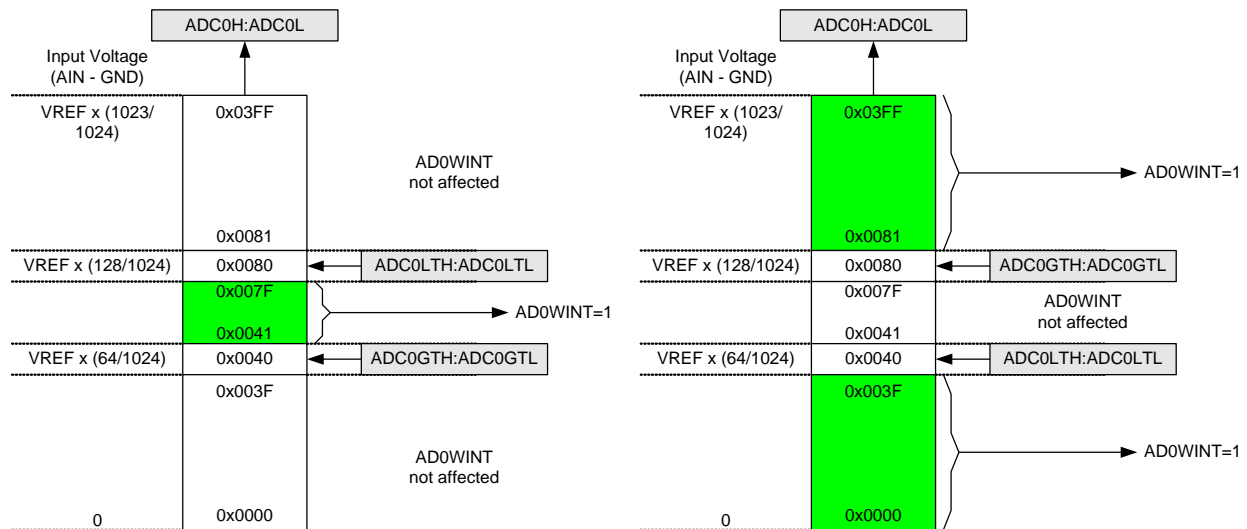 ADC0H:ADC0L
Input Voltage
(AIN - GND)
VREF x (1023/
1024)
0x03FF
AD0WINT
not affected
0x0081
VREF x (128/1024)
0x0080
ADC0LTH:ADC0LTL
0x007F
AD0WINT=1
0x0041
VREF x (64/1024)
0x0040
ADC0GTH:ADC0GTL
0x003F
AD0WINT
not affected
0
0x0000
ADC0H:ADC0L
Input Voltage
(AIN - GND)
VREF x (1023/
1024)
0x03FF
AD0WINT=1
0x0081
VREF x (128/1024)
0x0080
ADC0GTH:ADC0GTL
0x007F
AD0WINT
not affected
0x0041
VREF x (64/1024)
0x0040
ADC0LTH:ADC0LTL
0x003F
AD0WINT=1
0
0x0000